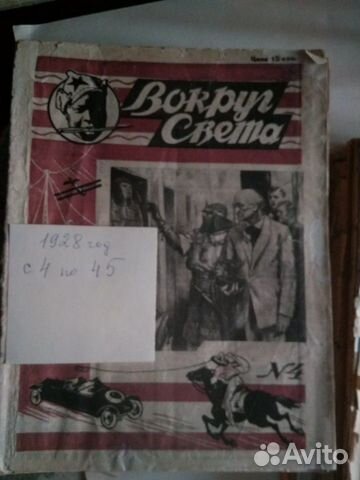 Цена 15 коп.
Вокруг
Света
1928 год
с 4 по 45
№4
Avito